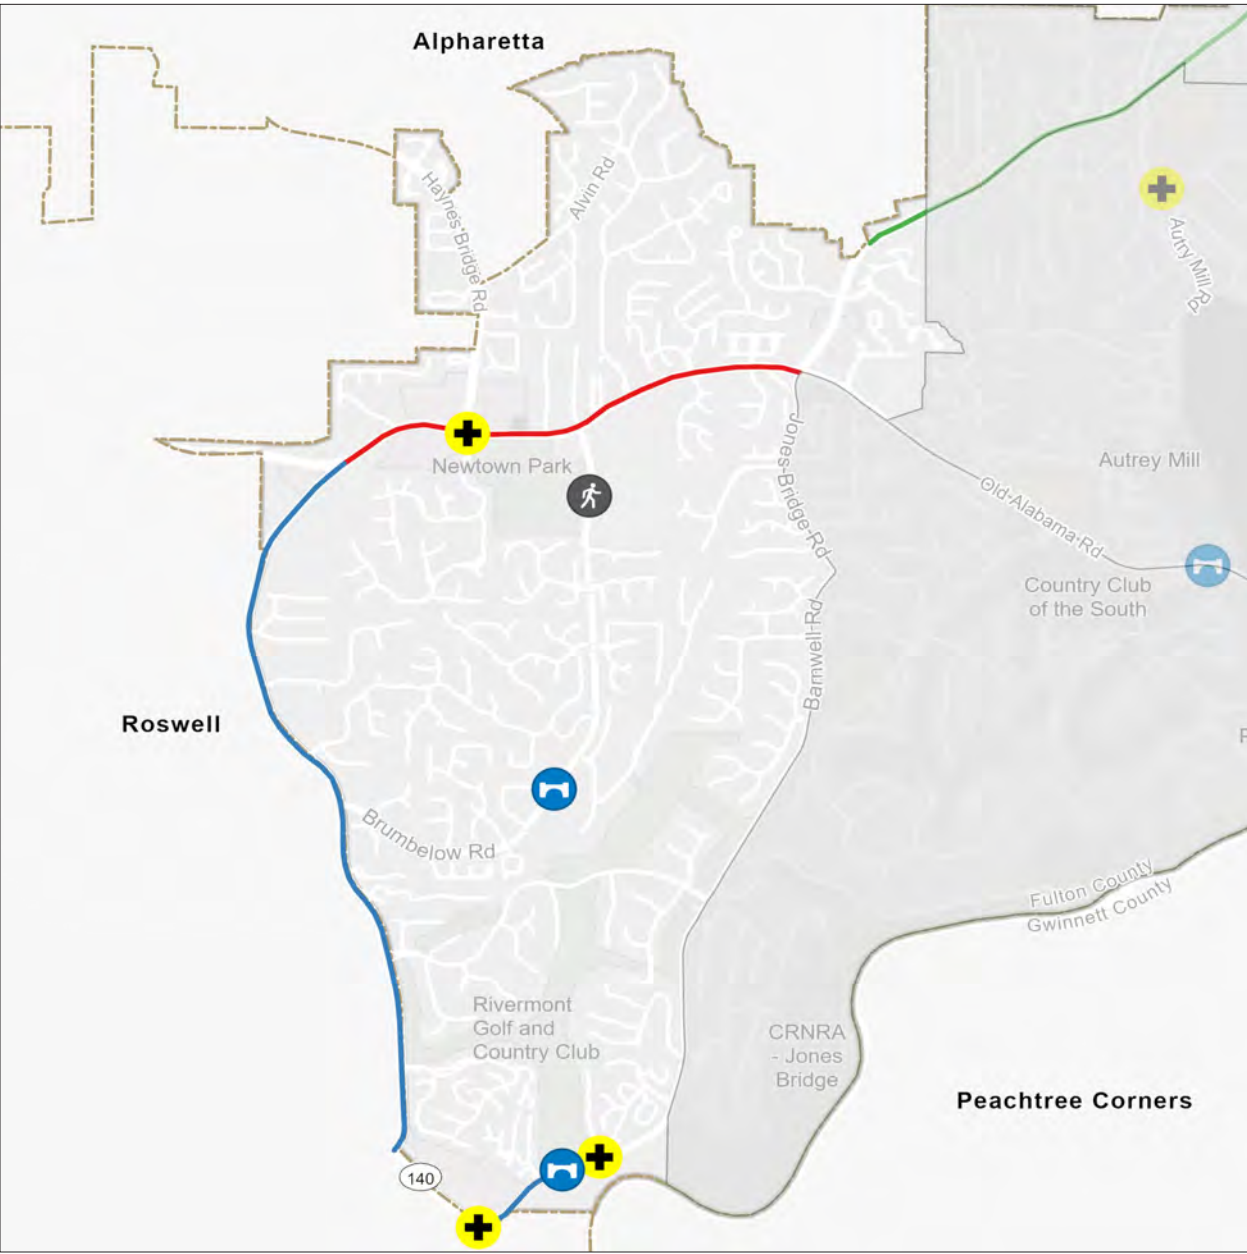 Alpharetta
Haynes Bridge Rd
Alvin Rd
Autry Mill Rd
Newtown Park
Jones Bridge Rd
Autrey Mill
Old Alabama Rd
Country Club
of the South
Barnwell Rd
Roswell
Brumbelow Rd
Fulton County
Gwinnett County
Rivermont
Golf and
Country Club
CRNRA
- Jones
Bridge
Peachtree Corners
140